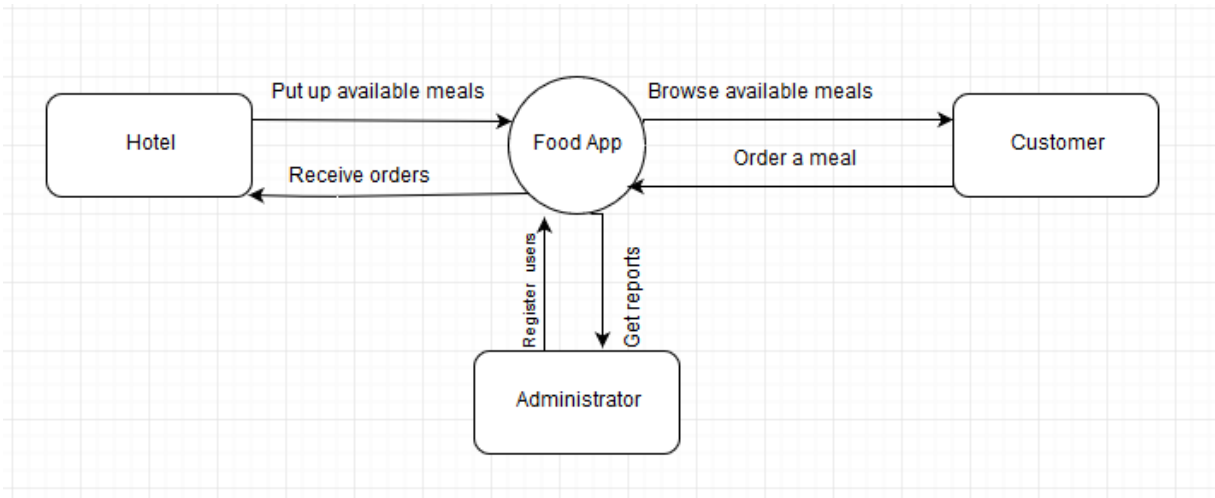 Put up available meals
Browse available meals
Hotel
Food App
Customer
Order a meal
Receive orders
Register users
Get reports
Administrator